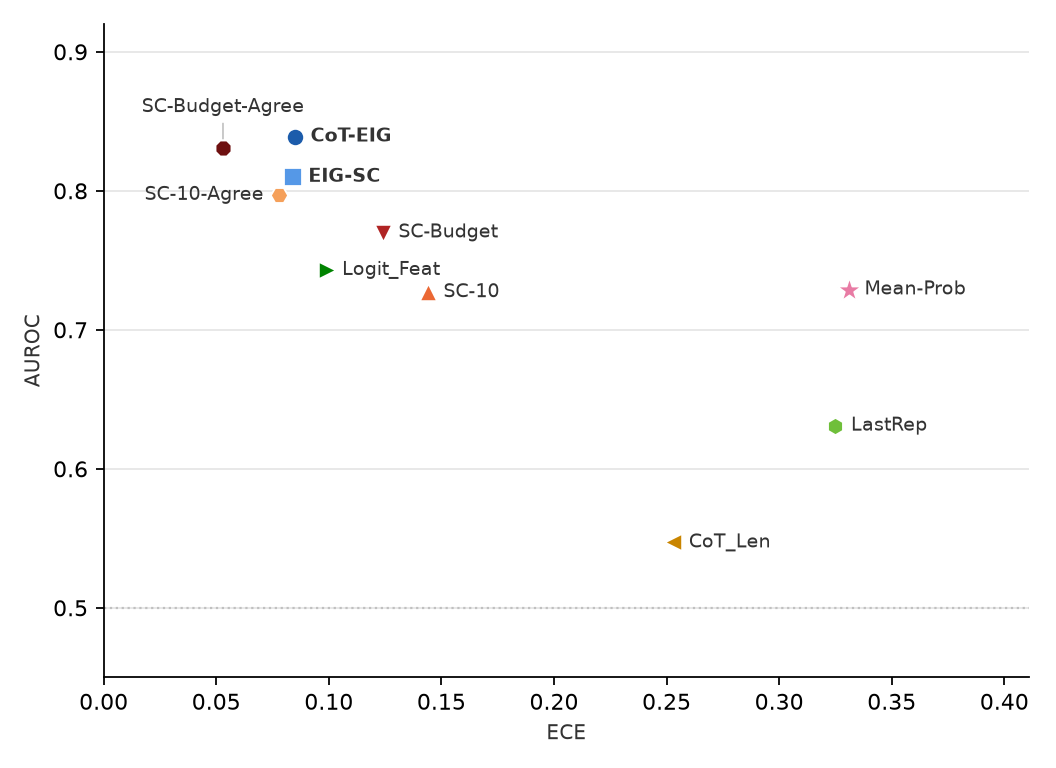 0.9
SC-Budget-Agree
CoT-EIG
EIG-SC
0.8
SC-10-Agree
SC-Budget
Logit_Feat
SC-10
Mean-Prob
0.7
AUROC
LastRep
0.6
CoT_Len
0.5
0.00 0.05 0.10 0.15 0.20 0.25 0.30 0.35 0.40
ECE